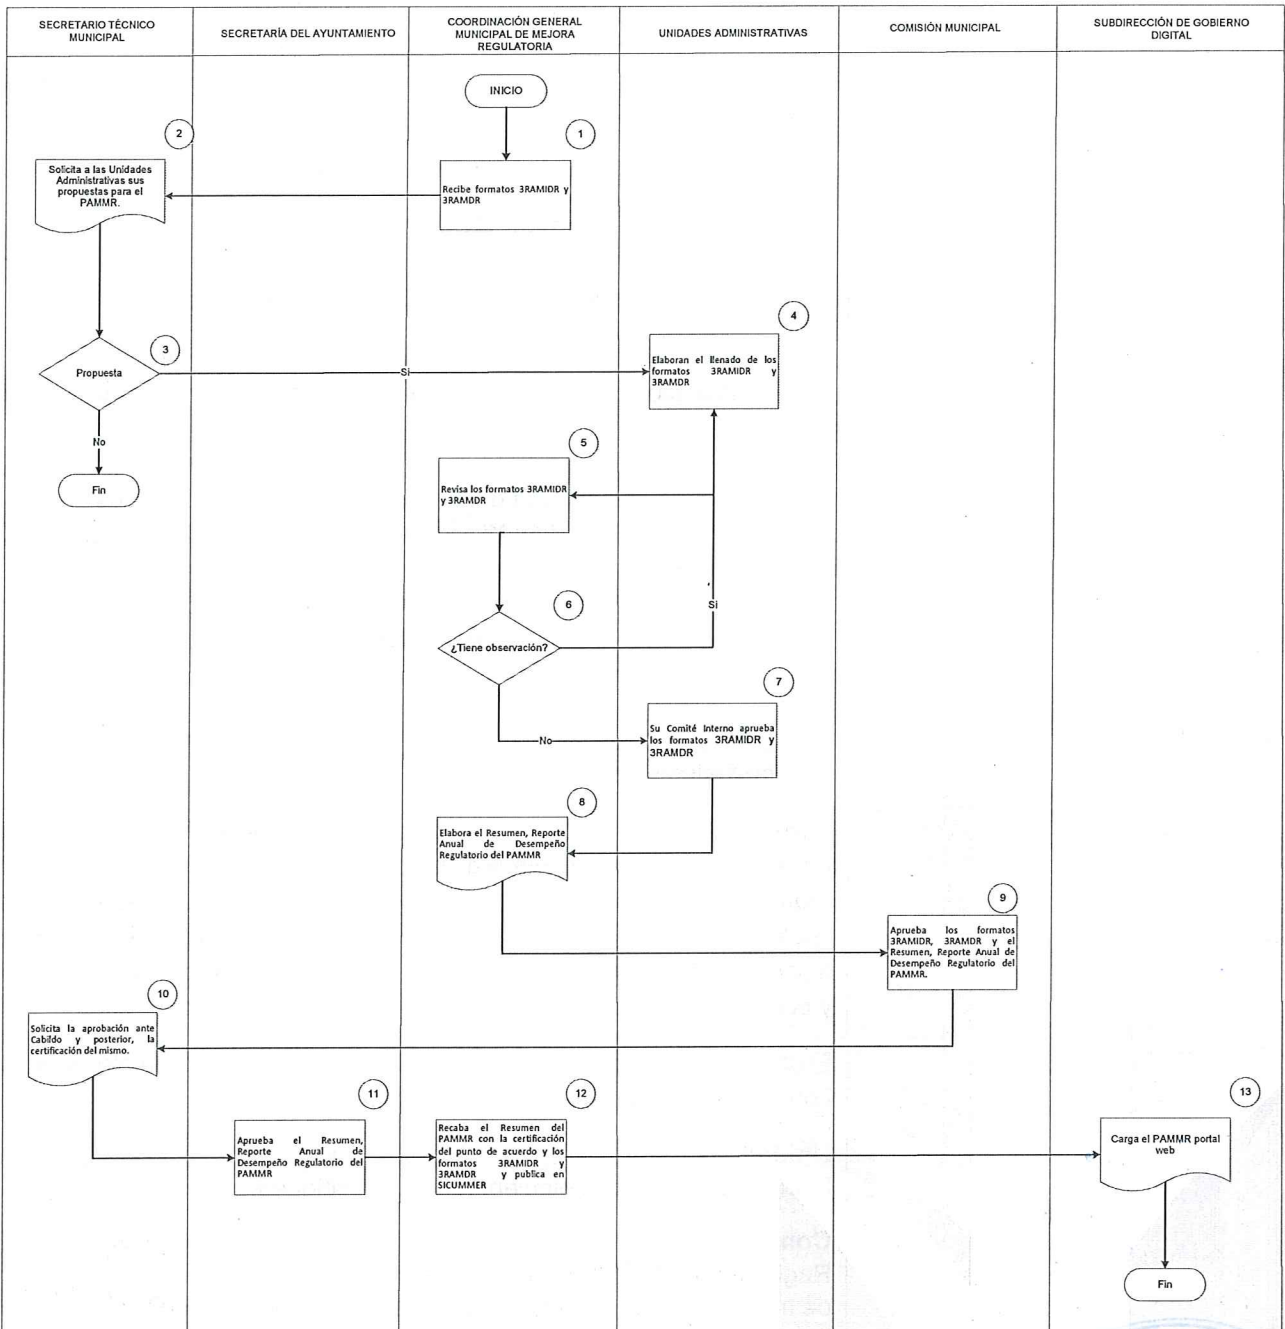 SECRETARIO TÉCNICO
MUNICIPAL
SECRETARÍA DEL AYUNTAMIENTO
COORDINACIÓN GENERAL
MUNICIPAL DE MEJORA
REGULATORIA
UNIDADES ADMINISTRATIVAS
COMISIÓN MUNICIPAL
SUBDIRECCIÓN DE GOBIERNO
DIGITAL
INICIO
1
Recibe formatos 3RAMIDR y
3RAMDR
2
Solicita a las Unidades
Administrativas sus
propuestas para el
PAMMR.
3
Propuesta
Si
No
Fin
4
Elaboran el llenado de los
formatos 3RAMIDR y
3RAMDR
5
Revisa los formatos 3RAMIDR
y 3RAMDR
6
¿Tiene observación?
Si
No
7
Su Comité Interno aprueba
los formatos 3RAMIDR y
3RAMDR
8
Elabora el Resumen, Reporte
Anual de Desempeño
Regulatorio del PAMMR
9
Aprueba los formatos
3RAMIDR, 3RAMDR y el
Resumen, Reporte Anual de
Desempeño Regulatorio del
PAMMR.
10
Solicita la aprobación ante
Cabildo y posterior, la
certificación del mismo.
11
Aprueba el Resumen,
Reporte Anual de
Desempeño Regulatorio del
PAMMR
12
Recaba el Resumen del
PAMMR con la certificación
del punto de acuerdo y los
formatos 3RAMIDR y
3RAMDR y publica en
SICUMMER
13
Carga el PAMMR portal
web
Fin